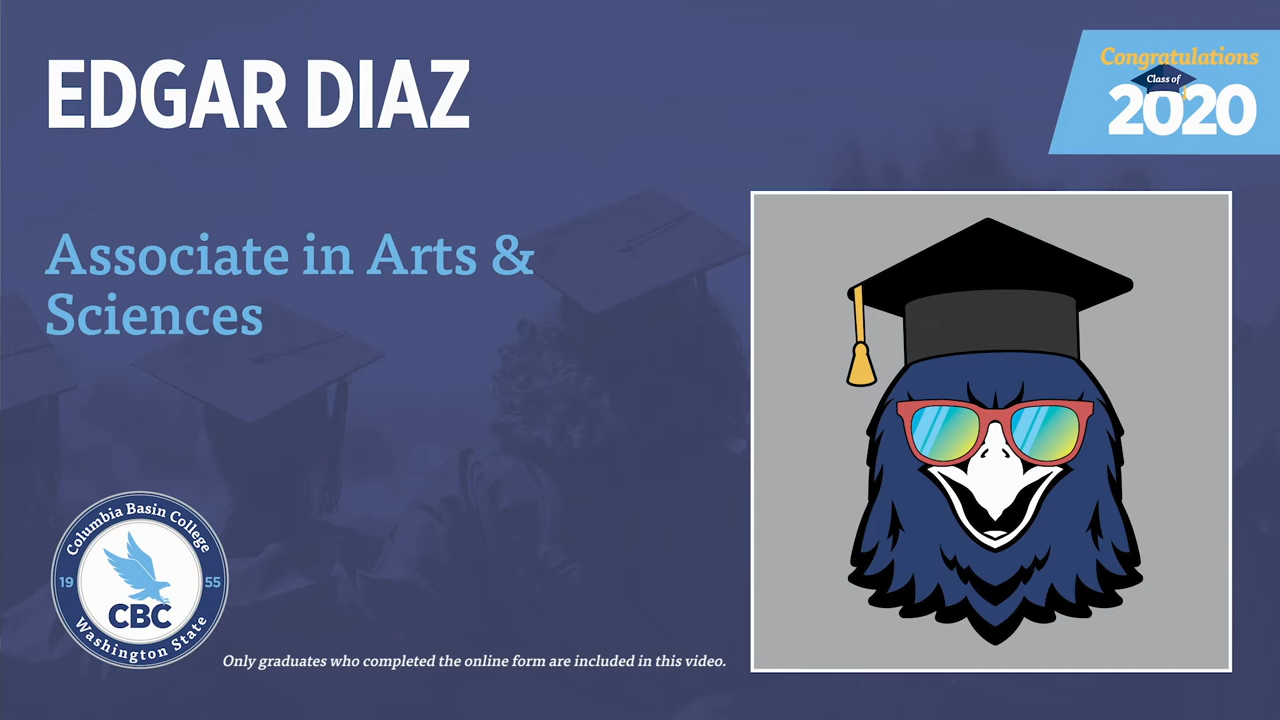 EDGAR DIAZ
Congratulations
Class of
2020
Associate in Arts &
Sciences
Columbia Basin College
19 55
CBC
Washington State
Only graduates who completed the online form are included in this video.